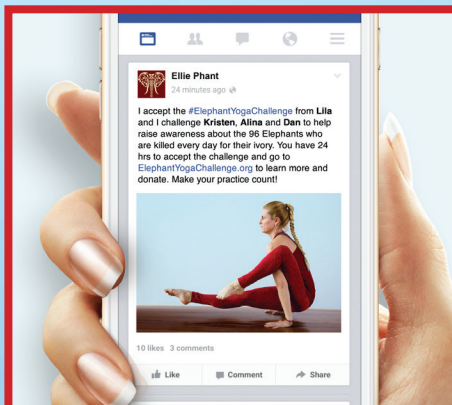 Ellie Phant
24 minutes ago
I accept the #ElephantYogaChallenge from Lila
and I challenge Kristen, Alina and Dan to help
raise awareness about the 96 Elephants who
are killed every day for their ivory. You have 24
hrs to accept the challenge and go to
ElephantYogaChallenge.org to learn more and
donate. Make your practice count!
10 likes 3 comments
Like Comment Share